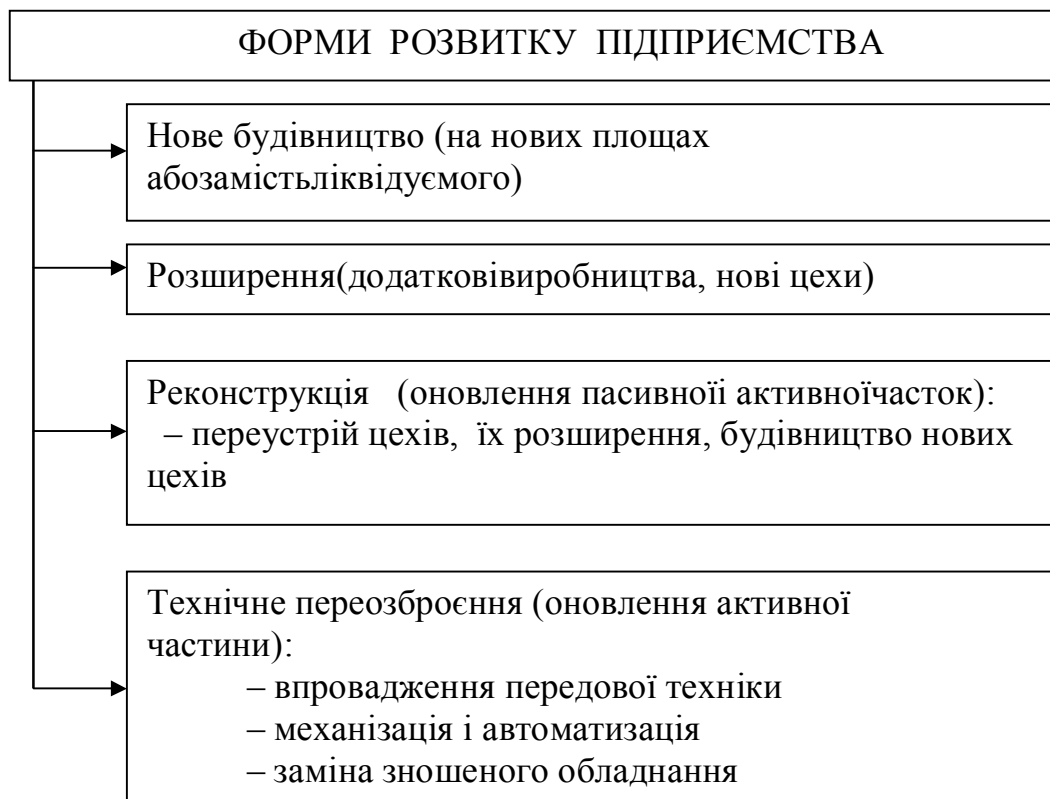 ФОРМИ РОЗВИТКУ ПІДПРИЄМСТВА
Нове будівництво (на нових площах
абозамістьліквідуємого)
Розширення(додатковівиробництва, нові цехи)
Реконструкція (оновлення пасивноїі активноїчасток):
– переустрій цехів, їх розширення, будівництво нових
цехів
Технічне переозброєння (оновлення активної
частини):
– впровадження передової техніки
– механізація і автоматизація
– заміна зношеного обладнання